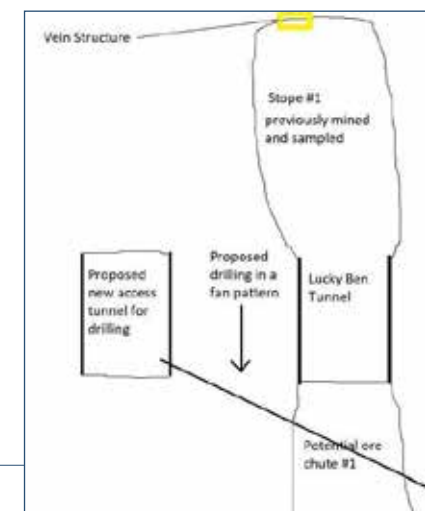 Vein Structure
Stope #1
previously mined
and sampled
Proposed
new access
tunnel for
drilling
Proposed
drilling in a
fan pattern
Lucky Ben
Tunnel
Potential ore
chute #1